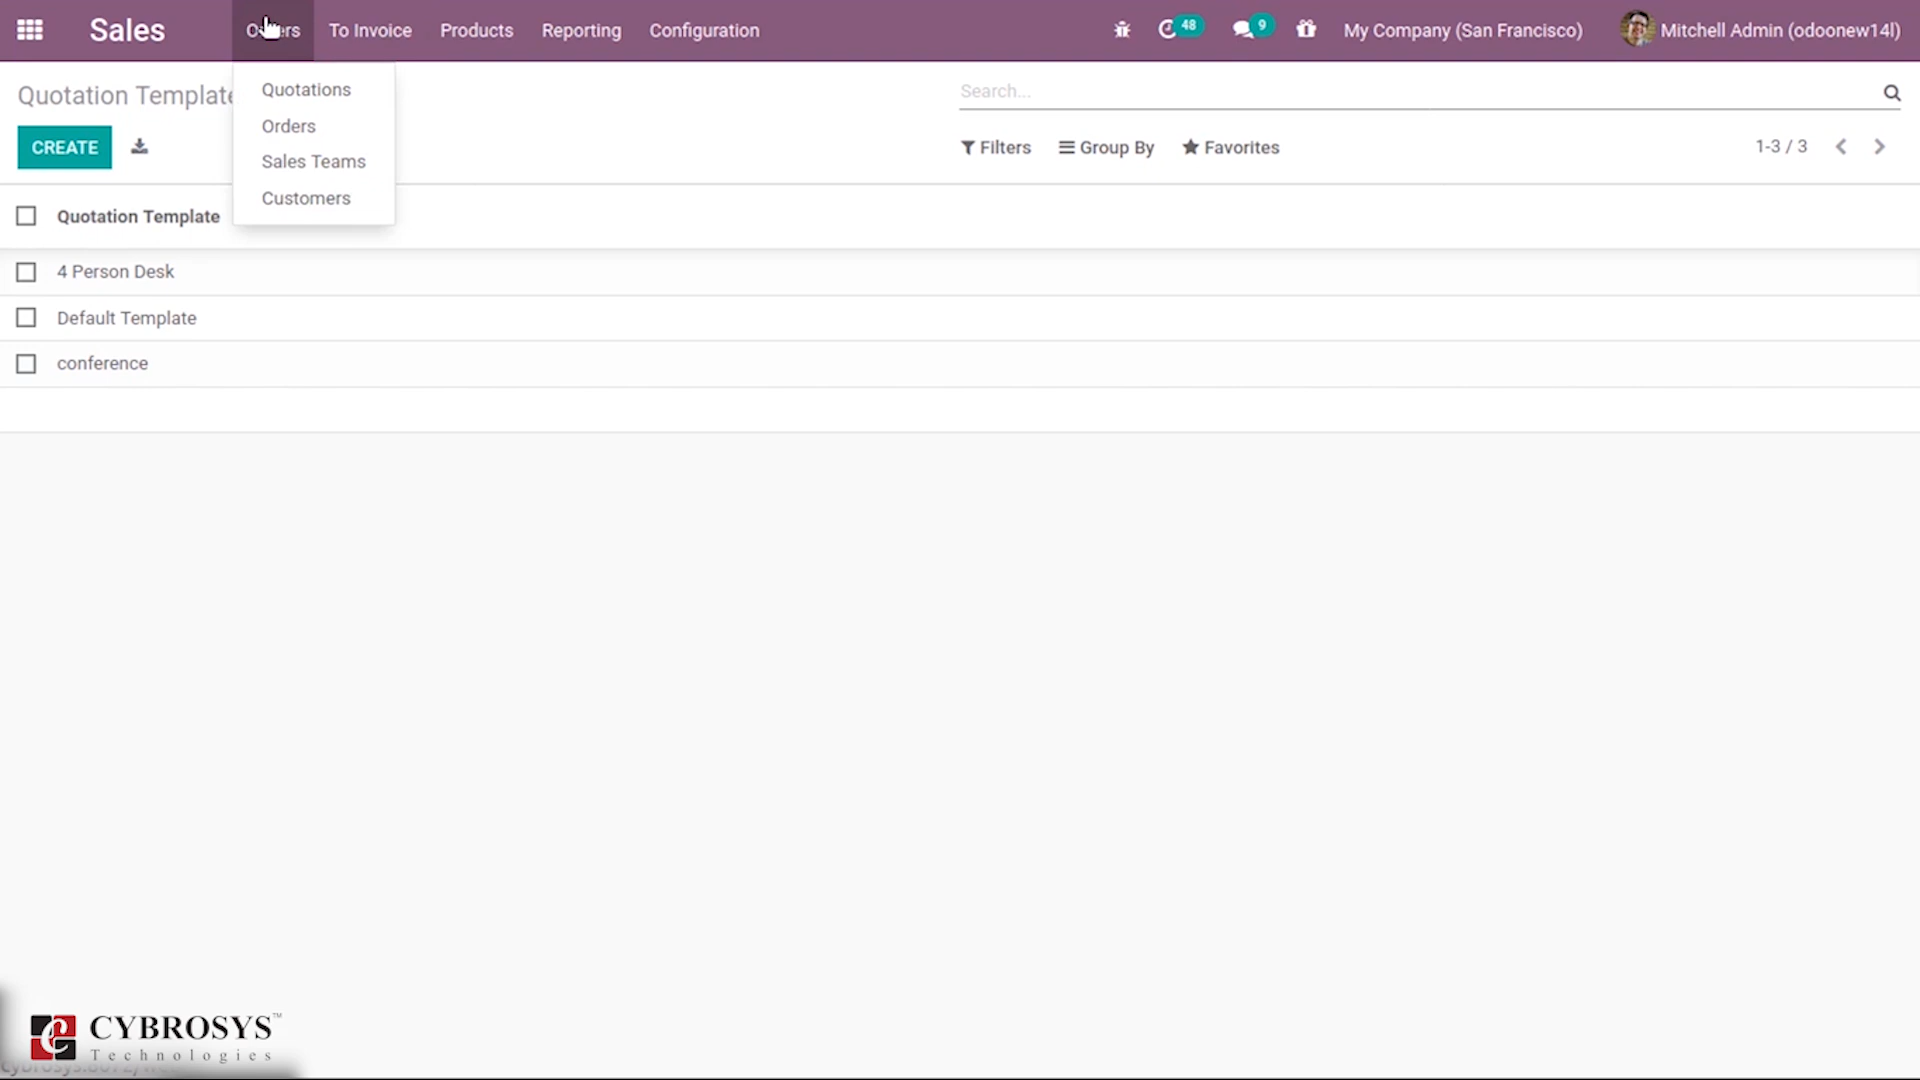 Sales
Orders
To Invoice
Products
Reporting
Configuration
48
9
My Company (San Francisco)
Mitchell Admin (odoonew14l)
Quotation Template
Search...
CREATE
Filters
Group By
Favorites
1-3 / 3
Quotations
Orders
Sales Teams
Customers
Quotation Template
4 Person Desk
Default Template
conference
CYBROSYS™
Technologies